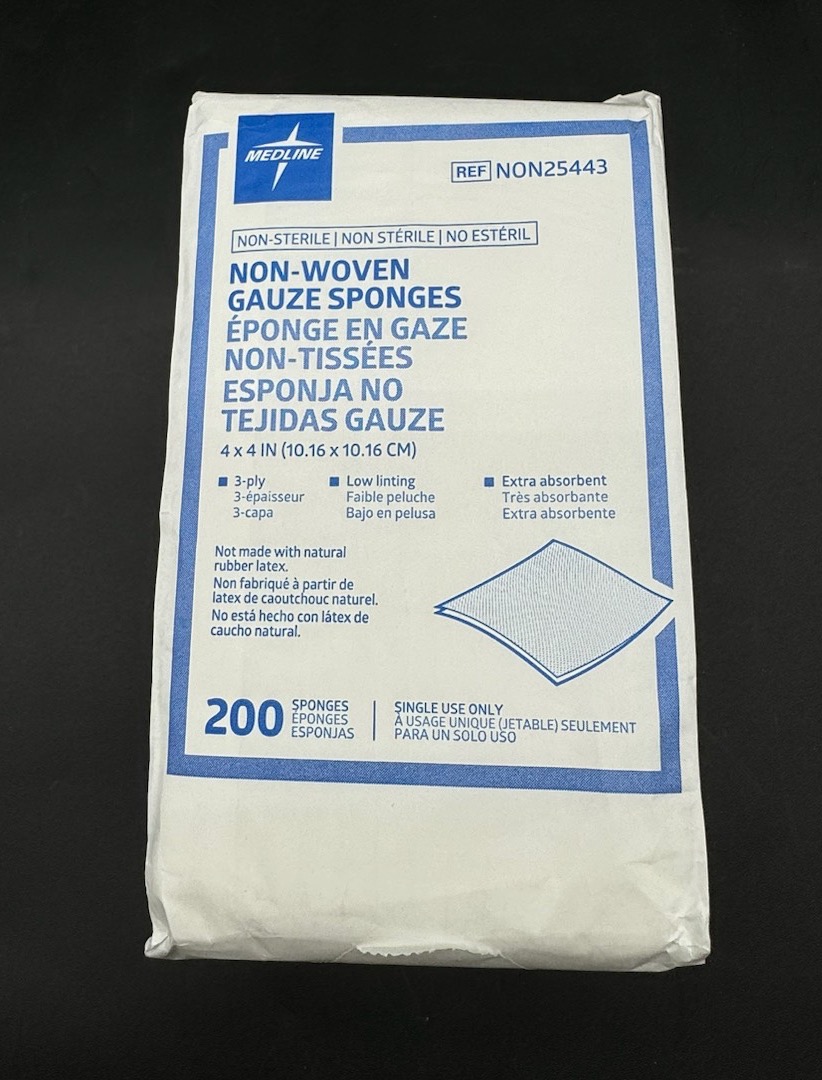 MEDLINE
REF NON25443
NON-STERILE | NON STÉRILE | NO ESTÉRIL
NON-WOVEN
GAUZE SPONGES
ÉPONGE EN GAZE
NON-TISSÉES
ESPONJA NO
TEJIDAS GAUZE
4 x 4 IN (10.16 x 10.16 CM)
■ 3-ply
3-épaisseur
3-capa
■ Low linting
Faible peluche
Bajo en pelusa
■ Extra absorbent
Très absorbante
Extra absorbente
Not made with natural
rubber latex.
Non fabriqué à partir de
latex de caoutchouc naturel.
No está hecho con látex de
caucho natural.
200
SPONGES
ÉPONGES
ESPONJAS
SINGLE USE ONLY
À USAGE UNIQUE (JETABLE) SEULEMENT
PARA UN SOLO USO